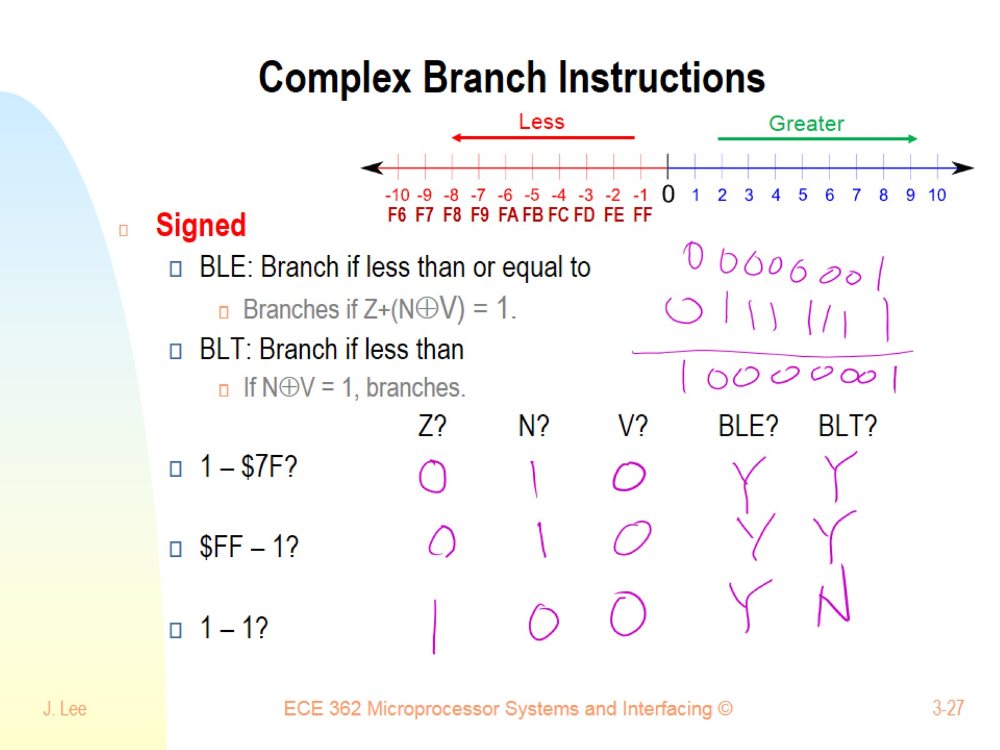 Complex Branch Instructions
Less Greater
-10 -9 -8 -7 -6 -5 -4 -3 -2 -1 0 1 2 3 4 5 6 7 8 9 10
F6 F7 F8 F9 FA FB FC FD FE FF
Signed
BLE: Branch if less than or equal to
00000001
Branches if Z+(N⊕V) = 1.
01111111
BLT: Branch if less than
10000001
If N⊕V = 1, branches.
Z? N? V? BLE? BLT?
1 – $7F? 0 1 0 Y Y
$FF – 1? 0 1 0 Y Y
1 – 1? 1 0 0 Y N
J. Lee ECE 362 Microprocessor Systems and Interfacing © 3-27